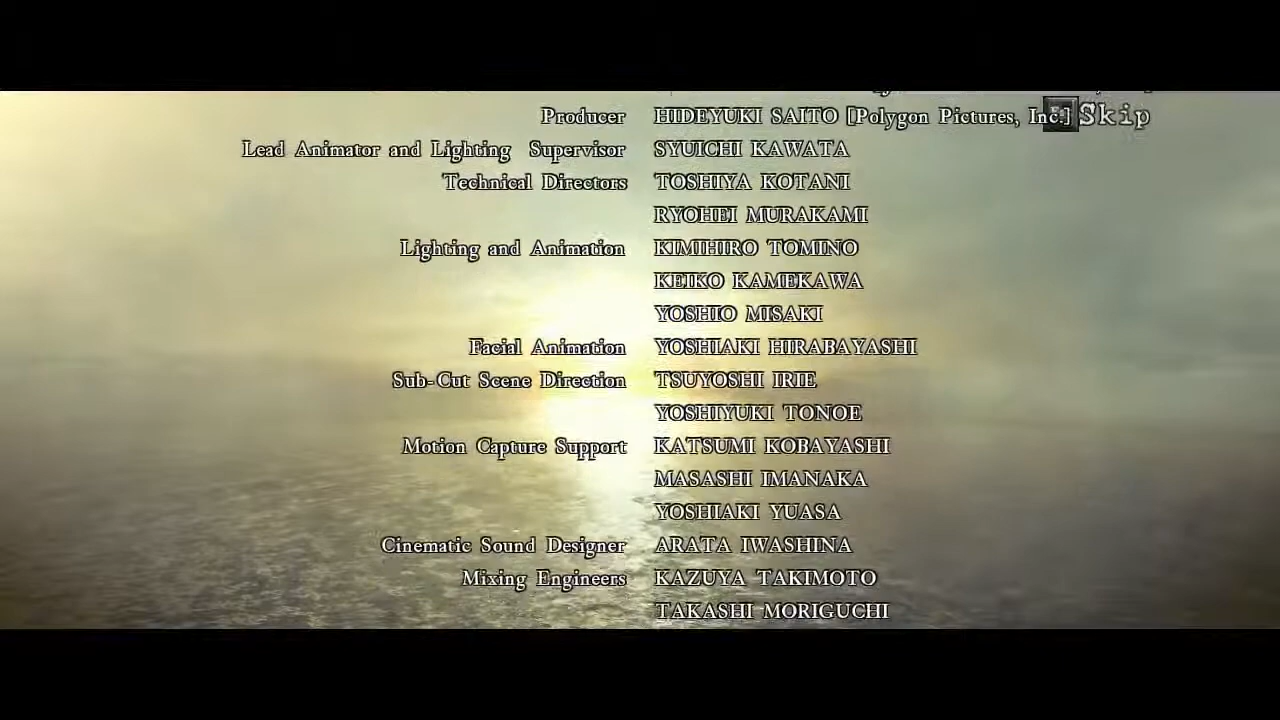 Producer HIDEYUKI SAITO [Polygon Pictures, Inc.] Skip
Lead Animator and Lighting Supervisor SYUICHI KAWATA
Technical Directors TOSHIYA KOTANI
RYOHEI MURAKAMI
Lighting and Animation KIMIHIRO TOMINO
KEIKO KAMEKAWA
YOSHIO MISAKI
Facial Animation YOSHIAKI HIRABAYASHI
Sub-Cut Scene Direction TSUYOSHI IRIE
YOSHIYUKI TONOE
Motion Capture Support KATSUMI KOBAYASHI
MASASHI IMANAKA
YOSHIAKI YUASA
Cinematic Sound Designer ARATA IWASHINA
Mixing Engineers KAZUYA TAKIMOTO
TAKASHI MORIGUCHI